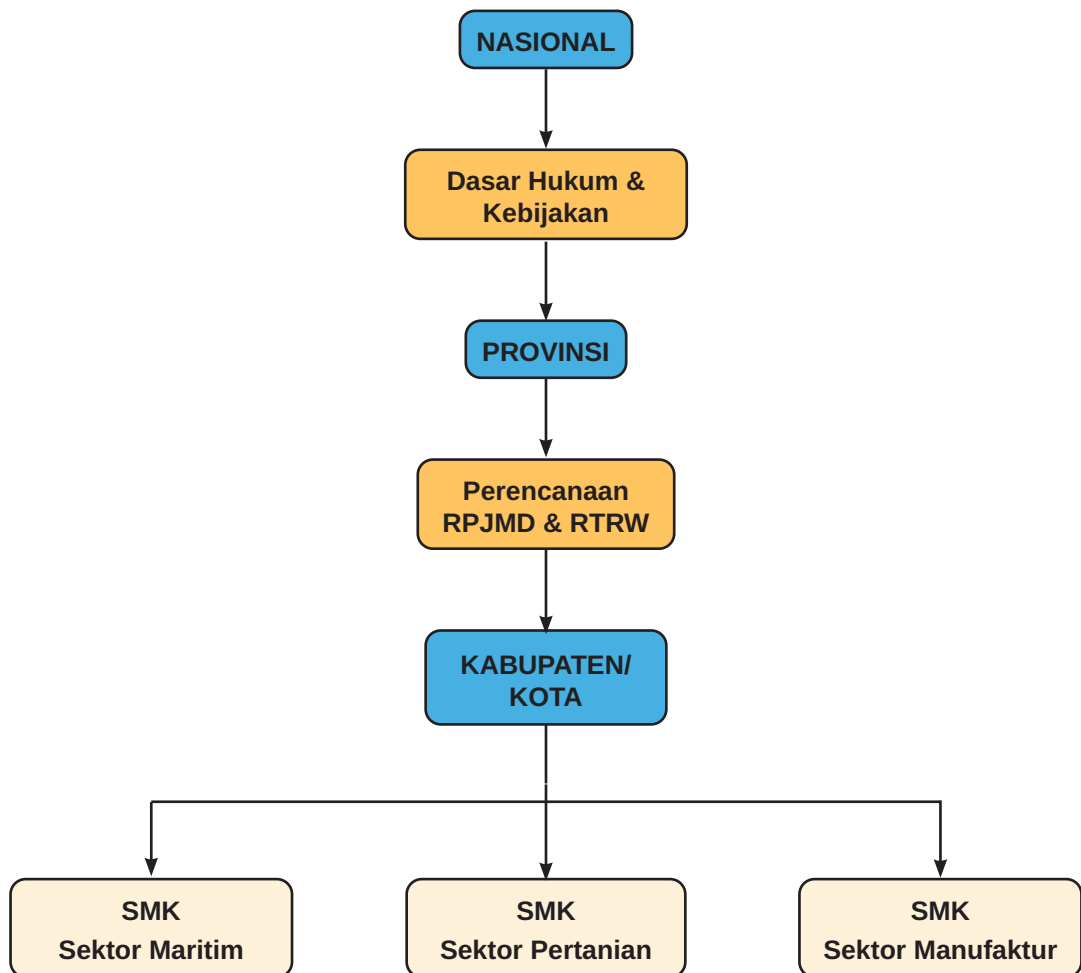 NASIONAL
Dasar Hukum &
Kebijakan
PROVINSI
Perencanaan
RPJMD & RTRW
KABUPATEN/
KOTA
SMK
Sektor Maritim
SMK
Sektor Pertanian
SMK
Sektor Manufaktur